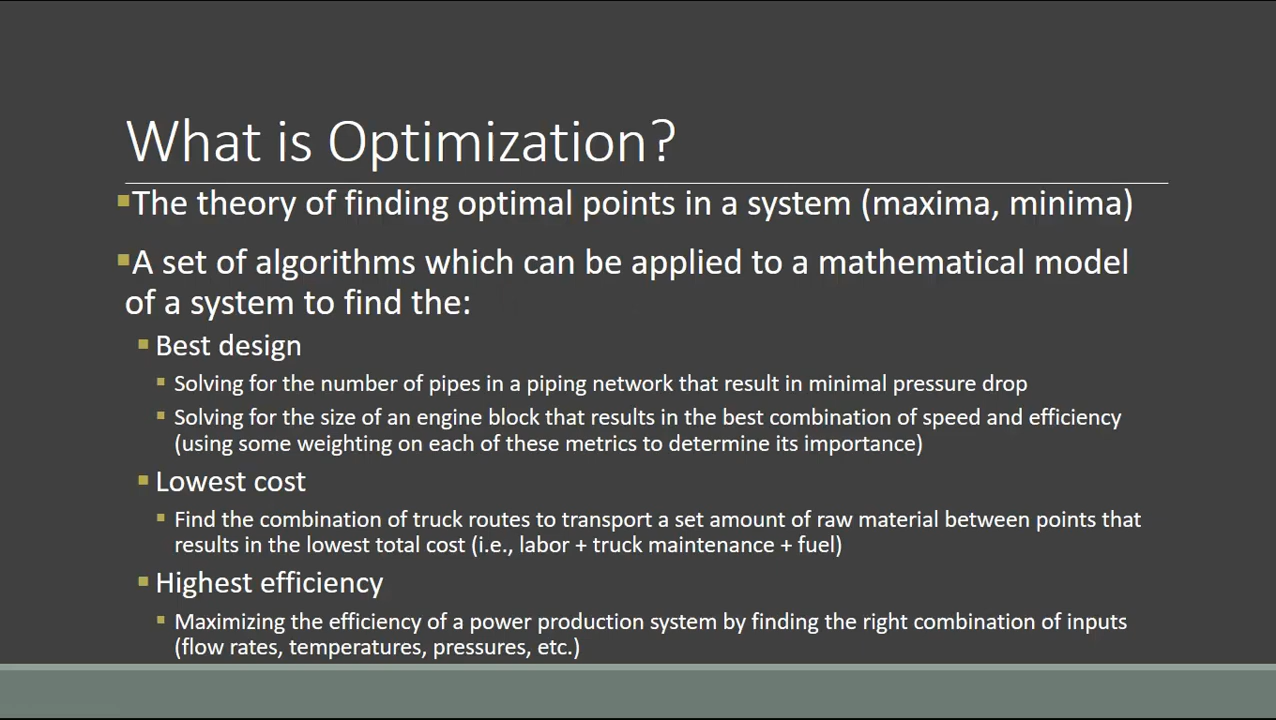 What is Optimization?
▪The theory of finding optimal points in a system (maxima, minima)
▪A set of algorithms which can be applied to a mathematical model
of a system to find the:
▪ Best design
▪ Solving for the number of pipes in a piping network that result in minimal pressure drop
▪ Solving for the size of an engine block that results in the best combination of speed and efficiency
(using some weighting on each of these metrics to determine its importance)
▪ Lowest cost
▪ Find the combination of truck routes to transport a set amount of raw material between points that
results in the lowest total cost (i.e., labor + truck maintenance + fuel)
▪ Highest efficiency
▪ Maximizing the efficiency of a power production system by finding the right combination of inputs
(flow rates, temperatures, pressures, etc.)